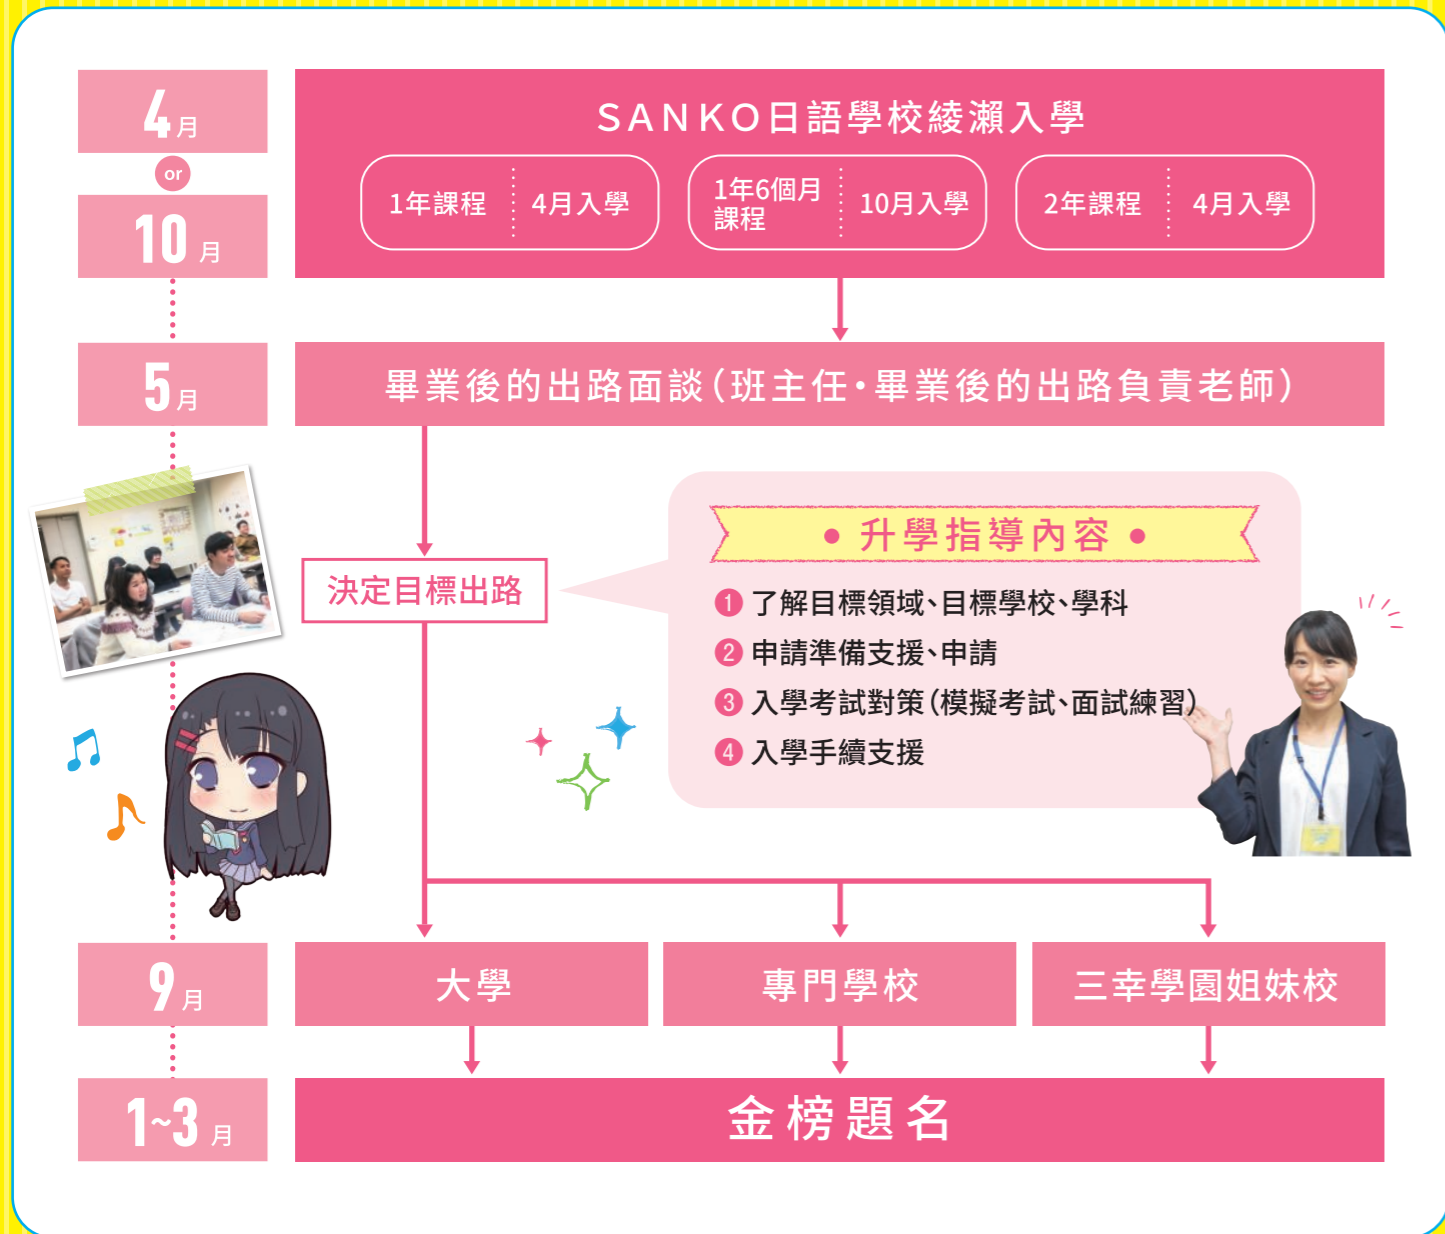 4月
or
10月
SANKO日語學校綾瀨入學
1年課程 4月入學
1年6個月課程 10月入學
2年課程 4月入學
5月
畢業後的出路面談（班主任・畢業後的出路負責老師）
決定目標出路
● 升學指導內容 ●
❶ 了解目標領域、目標學校、學科
❷ 申請準備支援、申請
❸ 入學考試對策（模擬考試、面試練習）
❹ 入學手續支援
9月
大學
專門學校
三幸學園姐妹校
1~3月
金榜題名